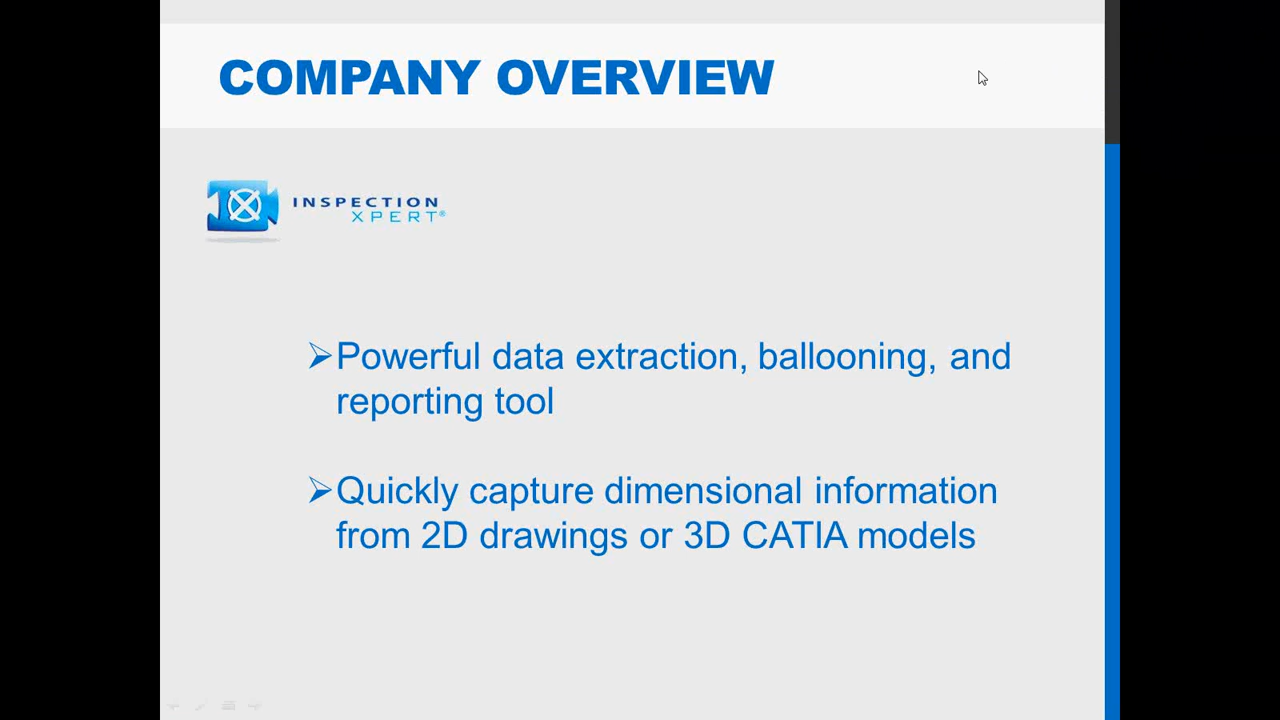 COMPANY OVERVIEW
INSPECTION
XPERT®
➢Powerful data extraction, ballooning, and
reporting tool
➢Quickly capture dimensional information
from 2D drawings or 3D CATIA models